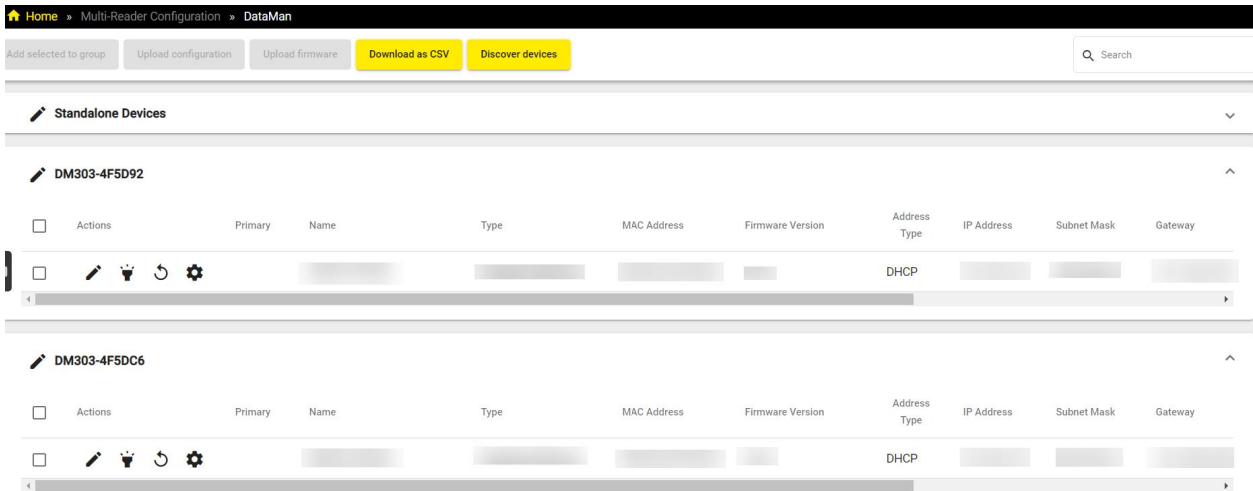 Home » Multi-Reader Configuration » DataMan
Add selected to group Upload configuration Upload firmware Download as CSV Discover devices Search
Standalone Devices
DM303-4F5D92
Actions Primary Name Type MAC Address Firmware Version Address Type IP Address Subnet Mask Gateway
DHCP
DM303-4F5DC6
Actions Primary Name Type MAC Address Firmware Version Address Type IP Address Subnet Mask Gateway
DHCP